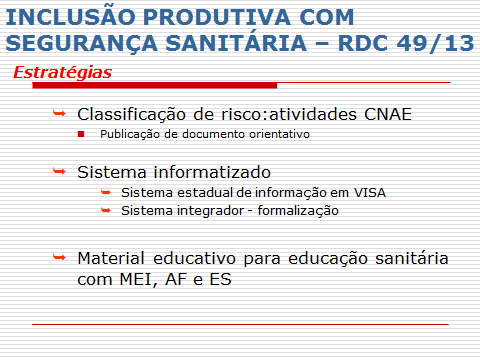 INCLUSÃO PRODUTIVA COM
SEGURANÇA SANITÁRIA – RDC 49/13
Estratégias
Classificação de risco:atividades CNAE
Publicação de documento orientativo
Sistema informatizado
Sistema estadual de informação em VISA
Sistema integrador - formalização
Material educativo para educação sanitária
com MEI, AF e ES